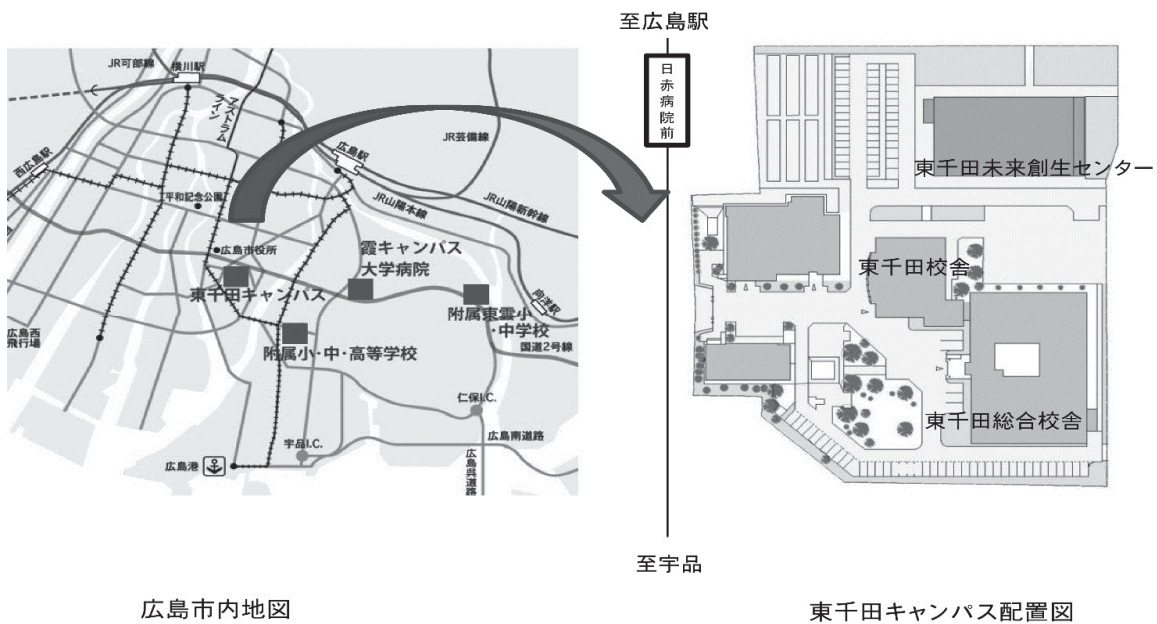 至広島駅
日赤病院前
至宇品
JR可部線
横川駅
アストラム
ライン
JR芸備線
広島駅
西広島駅
平和記念公園
JR山陽本線
JR山陽新幹線
広島市役所
霞キャンパス
大学病院
東千田キャンパス
向洋駅
附属東雲小
・中学校
広島西
飛行場
附属小・中・高等学校
国道2号線
仁保I.C.
宇品I.C.
広島南道路
広島港
広島呉道路
広島市内地図
東千田未来創生センター
東千田校舎
東千田総合校舎
東千田キャンパス配置図